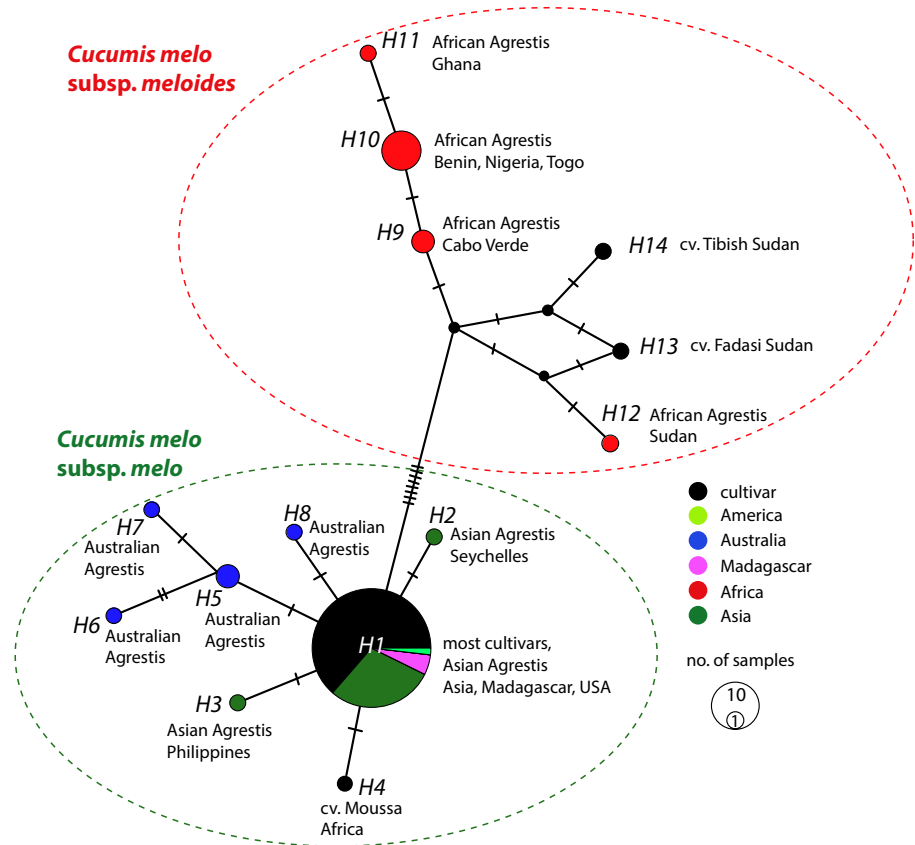 Cucumis melo
subsp. meloides
H11
African Agrestis
Ghana
H10
African Agrestis
Benin, Nigeria, Togo
H9
African Agrestis
Cabo Verde
H14
cv. Tibish Sudan
H13
cv. Fadasi Sudan
H12
African Agrestis
Sudan
Cucumis melo
subsp. melo
H7
Australian
Agrestis
H8
Australian
Agrestis
H2
Asian Agrestis
Seychelles
H6
Australian
Agrestis
H5
Australian
Agrestis
H1
most cultivars,
Asian Agrestis
Asia, Madagascar, USA
H3
Asian Agrestis
Philippines
H4
cv. Moussa
Africa
cultivar
America
Australia
Madagascar
Africa
Asia
no. of samples
10
1